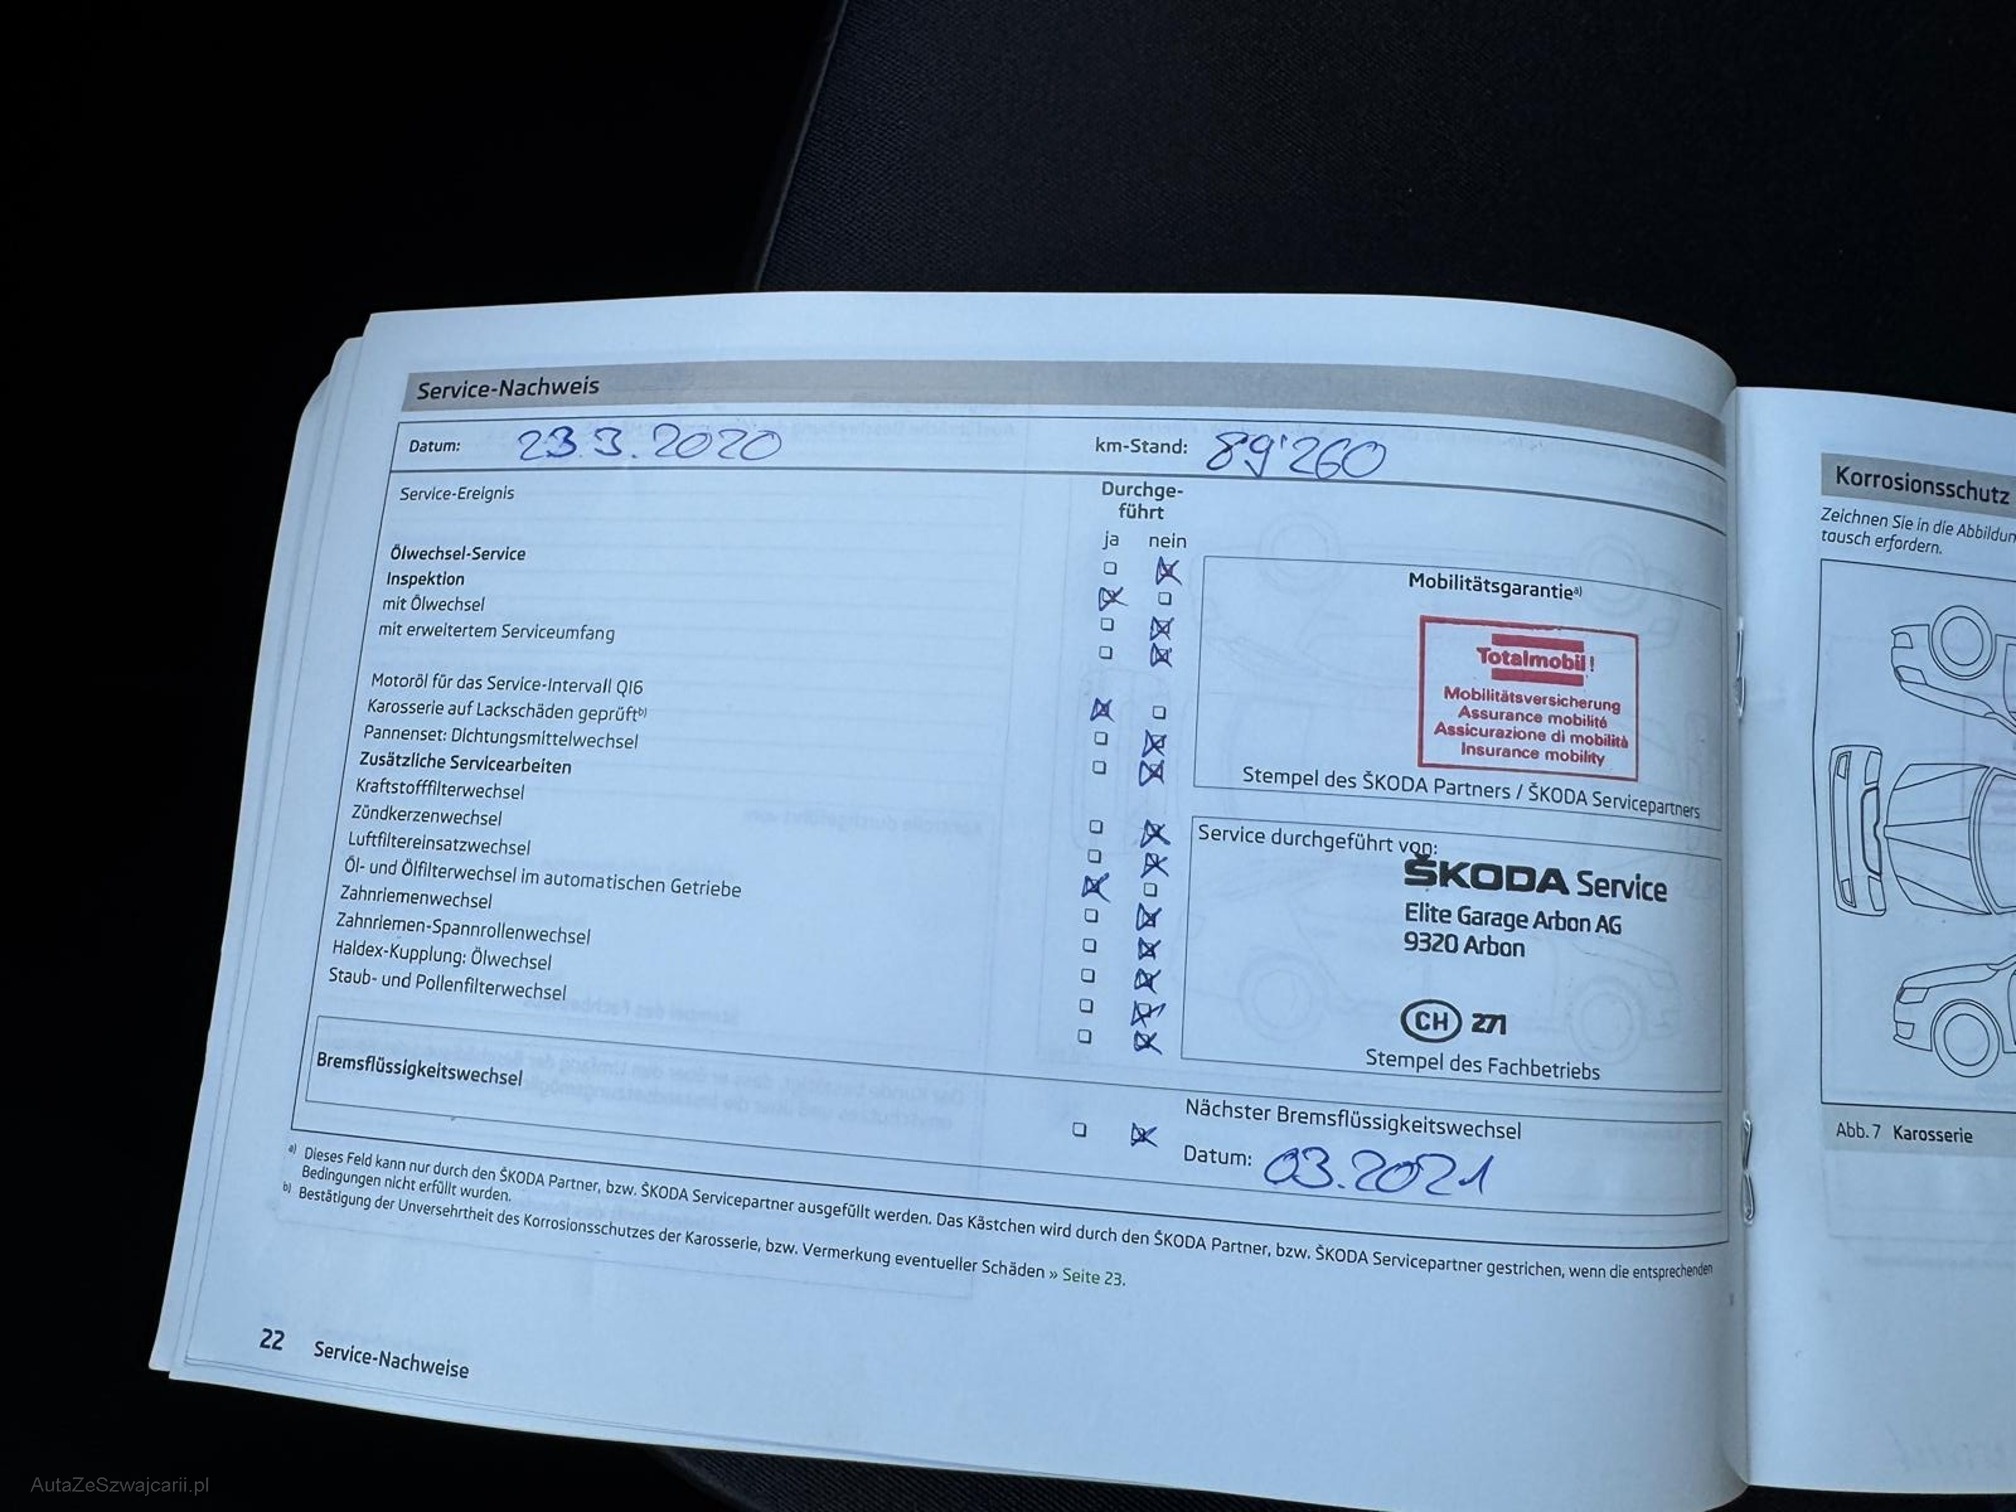 Service-Nachweis
Datum: 23.3.2020 km-Stand: 89'260
Service-Ereignis
Durchge-
führt
ja nein
Ölwechsel-Service
Inspektion
mit Ölwechsel
mit erweitertem Serviceumfang
Motoröl für das Service-Intervall QI6
Karosserie auf Lackschäden geprüftb)
Pannenset: Dichtungsmittelwechsel
Zusätzliche Servicearbeiten
Kraftstofffilterwechsel
Zündkerzenwechsel
Luftfiltereinsatzwechsel
Öl- und Ölfilterwechsel im automatischen Getriebe
Zahnriemenwechsel
Zahnriemen-Spannrollenwechsel
Haldex-Kupplung: Ölwechsel
Staub- und Pollenfilterwechsel
Mobilitätsgarantiea)
Totalmobil!
Mobilitätsversicherung
Assurance mobilité
Assicurazione di mobilità
Insurance mobility
Stempel des ŠKODA Partners / ŠKODA Servicepartners
Service durchgeführt von:
ŠKODA Service
Elite Garage Arbon AG
9320 Arbon
CH 271
Stempel des Fachbetriebs
Bremsflüssigkeitswechsel
Nächster Bremsflüssigkeitswechsel
Datum: 03.2021
a) Dieses Feld kann nur durch den ŠKODA Partner, bzw. ŠKODA Servicepartner ausgefüllt werden. Das Kästchen wird durch den ŠKODA Partner, bzw. ŠKODA Servicepartner gestrichen, wenn die entsprechenden
Bedingungen nicht erfüllt wurden.
b) Bestätigung der Unversehrtheit des Korrosionsschutzes der Karosserie, bzw. Vermerkung eventueller Schäden » Seite 23.
22 Service-Nachweise
Korrosionsschutz
Zeichnen Sie in die Abbildun
tausch erfordern.
Abb. 7 Karosserie
AutaZeSzwajcarii.pl